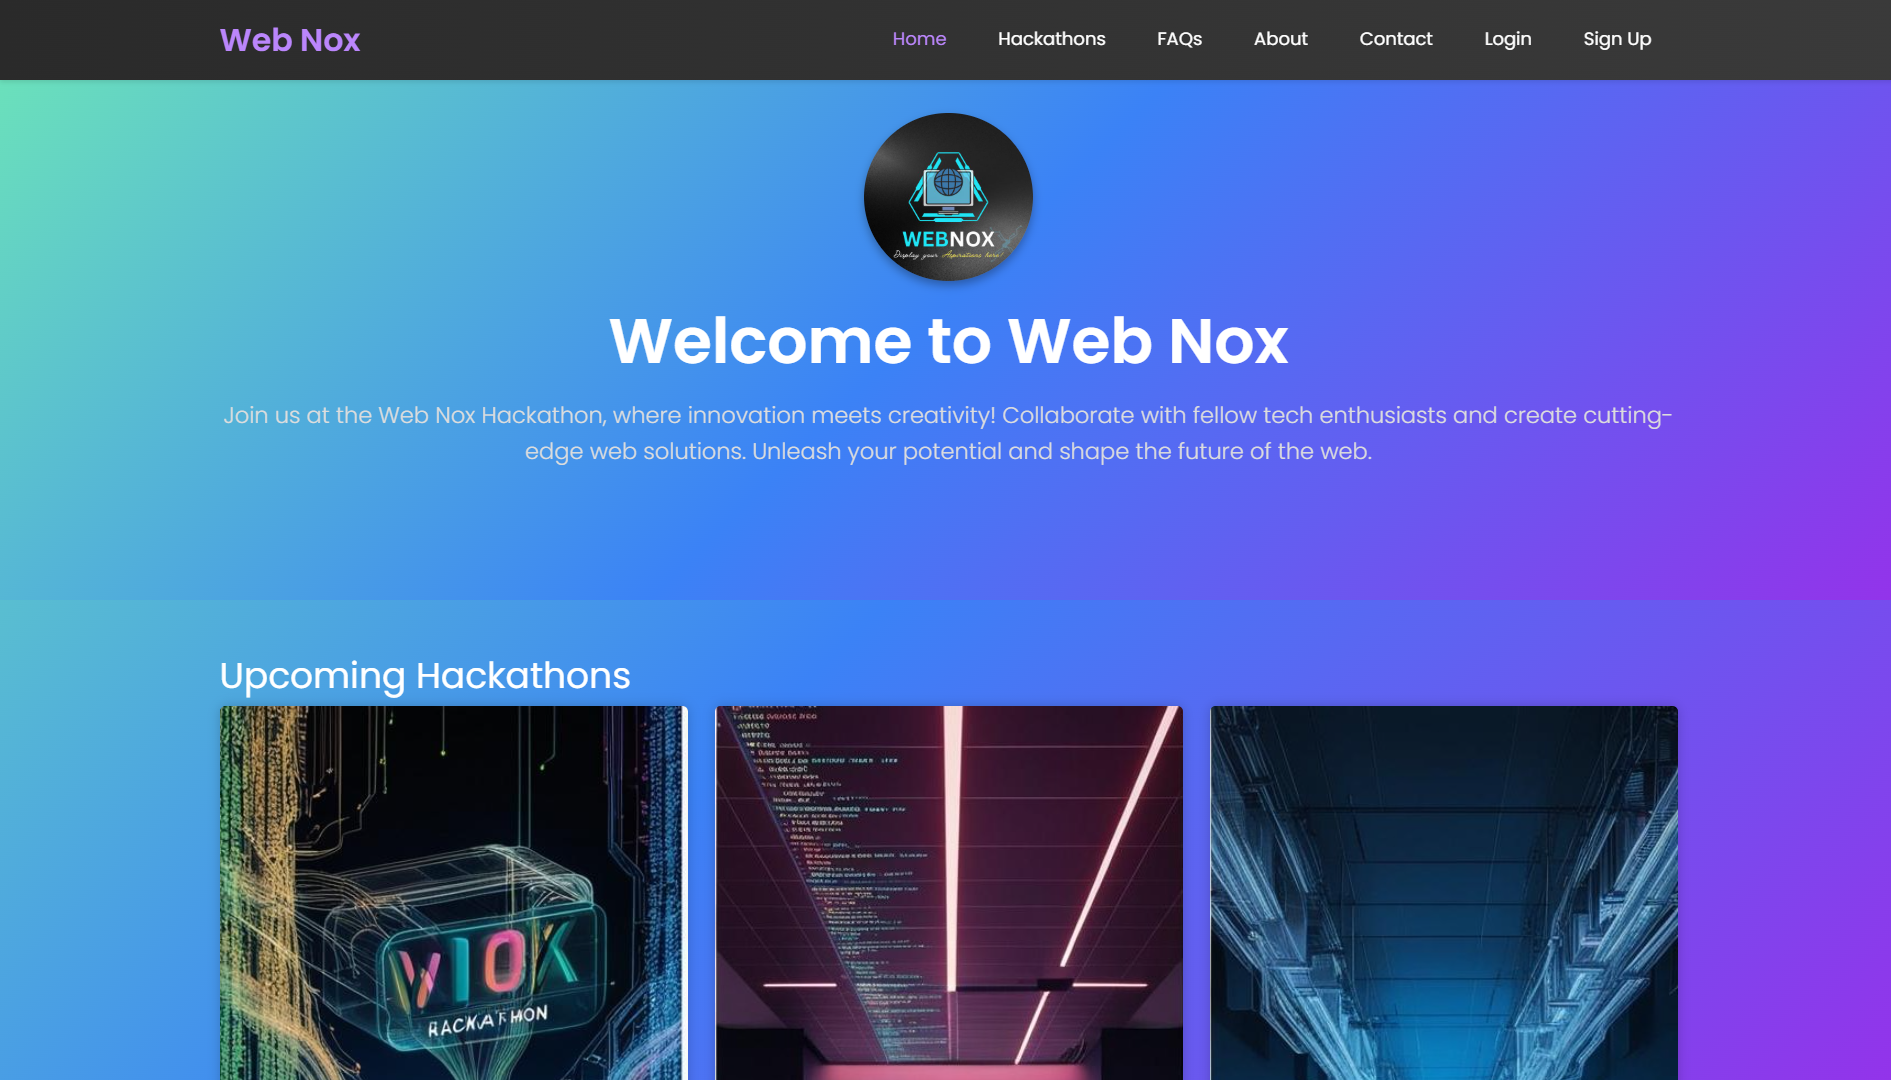 Web Nox
Home Hackathons FAQs About Contact Login Sign Up
WEBNOX
Display your Aspirations here!
Welcome to Web Nox
Join us at the Web Nox Hackathon, where innovation meets creativity! Collaborate with fellow tech enthusiasts and create cutting-
edge web solutions. Unleash your potential and shape the future of the web.
Upcoming Hackathons
VIOX
RACKATHON